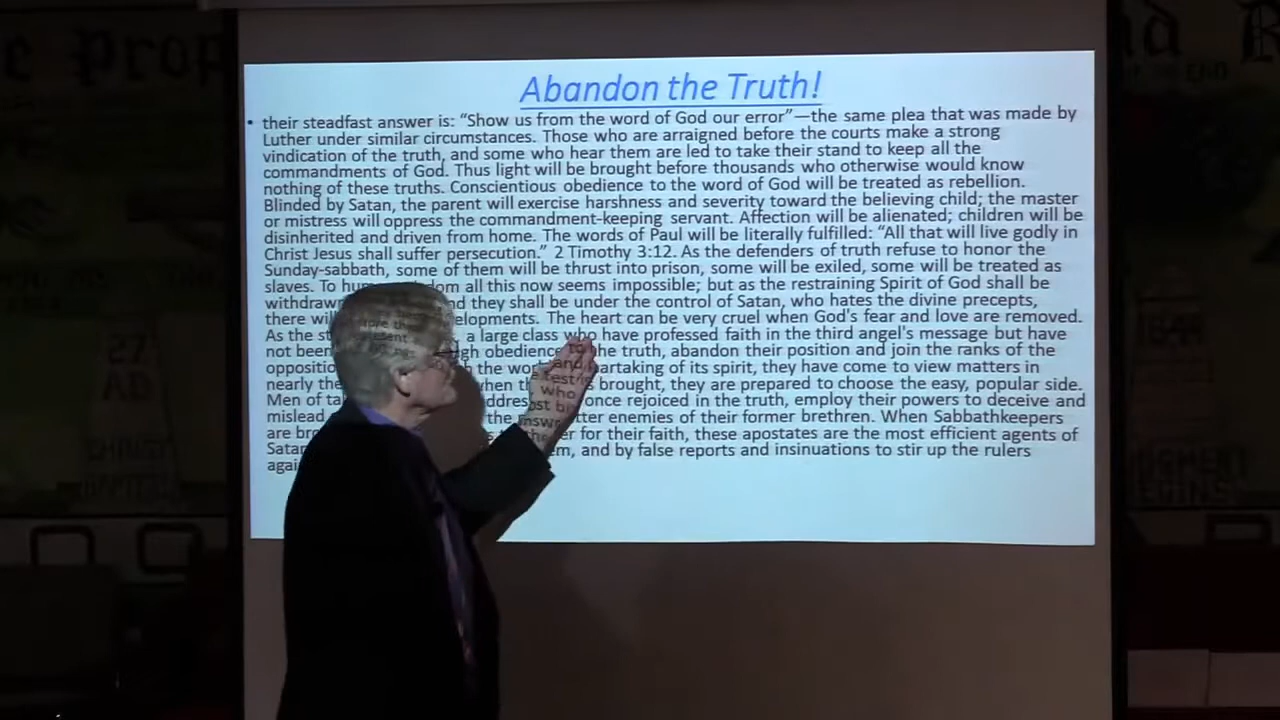 Abandon the Truth!
• their steadfast answer is: “Show us from the word of God our error”—the same plea that was made by
Luther under similar circumstances. Those who are arraigned before the courts make a strong
vindication of the truth, and some who hear them are led to take their stand to keep all the
commandments of God. Thus light will be brought before thousands who otherwise would know
nothing of these truths. Conscientious obedience to the word of God will be treated as rebellion.
Blinded by Satan, the parent will exercise harshness and severity toward the believing child; the master
or mistress will oppress the commandment-keeping servant. Affection will be alienated; children will be
disinherited and driven from home. The words of Paul will be literally fulfilled: “All that will live godly in
Christ Jesus shall suffer persecution.” 2 Timothy 3:12. As the defenders of truth refuse to honor the
Sunday-sabbath, some of them will be thrust into prison, some will be exiled, some will be treated as
slaves. To all this now seems impossible; but as the restraining Spirit of God shall be
they shall be under the control of Satan, who hates the divine precepts,
there The heart can be very cruel when God's fear and love are removed.
As the a large class who have professed faith in the third angel's message but have
not obedience to the truth, abandon their position and join the ranks of the
the of its spirit, they have come to view matters in
nearly brought, they are prepared to choose the easy, popular side.
Men of once rejoiced in the truth, employ their powers to deceive and
mislead enemies of their former brethren. When Sabbathkeepers
are for their faith, these apostates are the most efficient agents of
and by false reports and insinuations to stir up the rulers
27
AD
CHRIST
BAPTIZED
1844
JUDGMENT
BEGINS